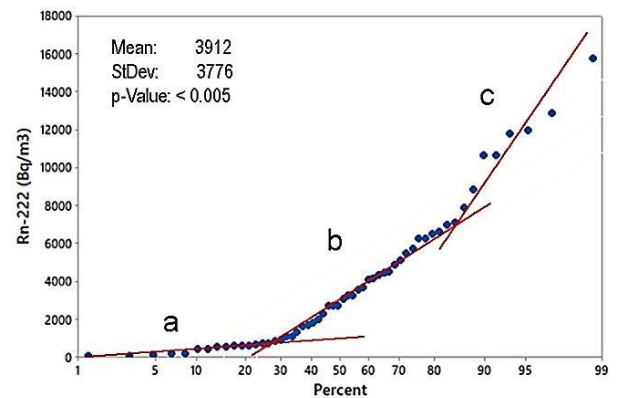 18000
16000
14000
12000
10000
8000
6000
4000
2000
0
Rn-222 (Bq/m3)
Mean: 3912
StDev: 3776
p-Value: < 0.005
a
b
c
1 5 10 20 30 40 50 60 70 80 90 95 99
Percent